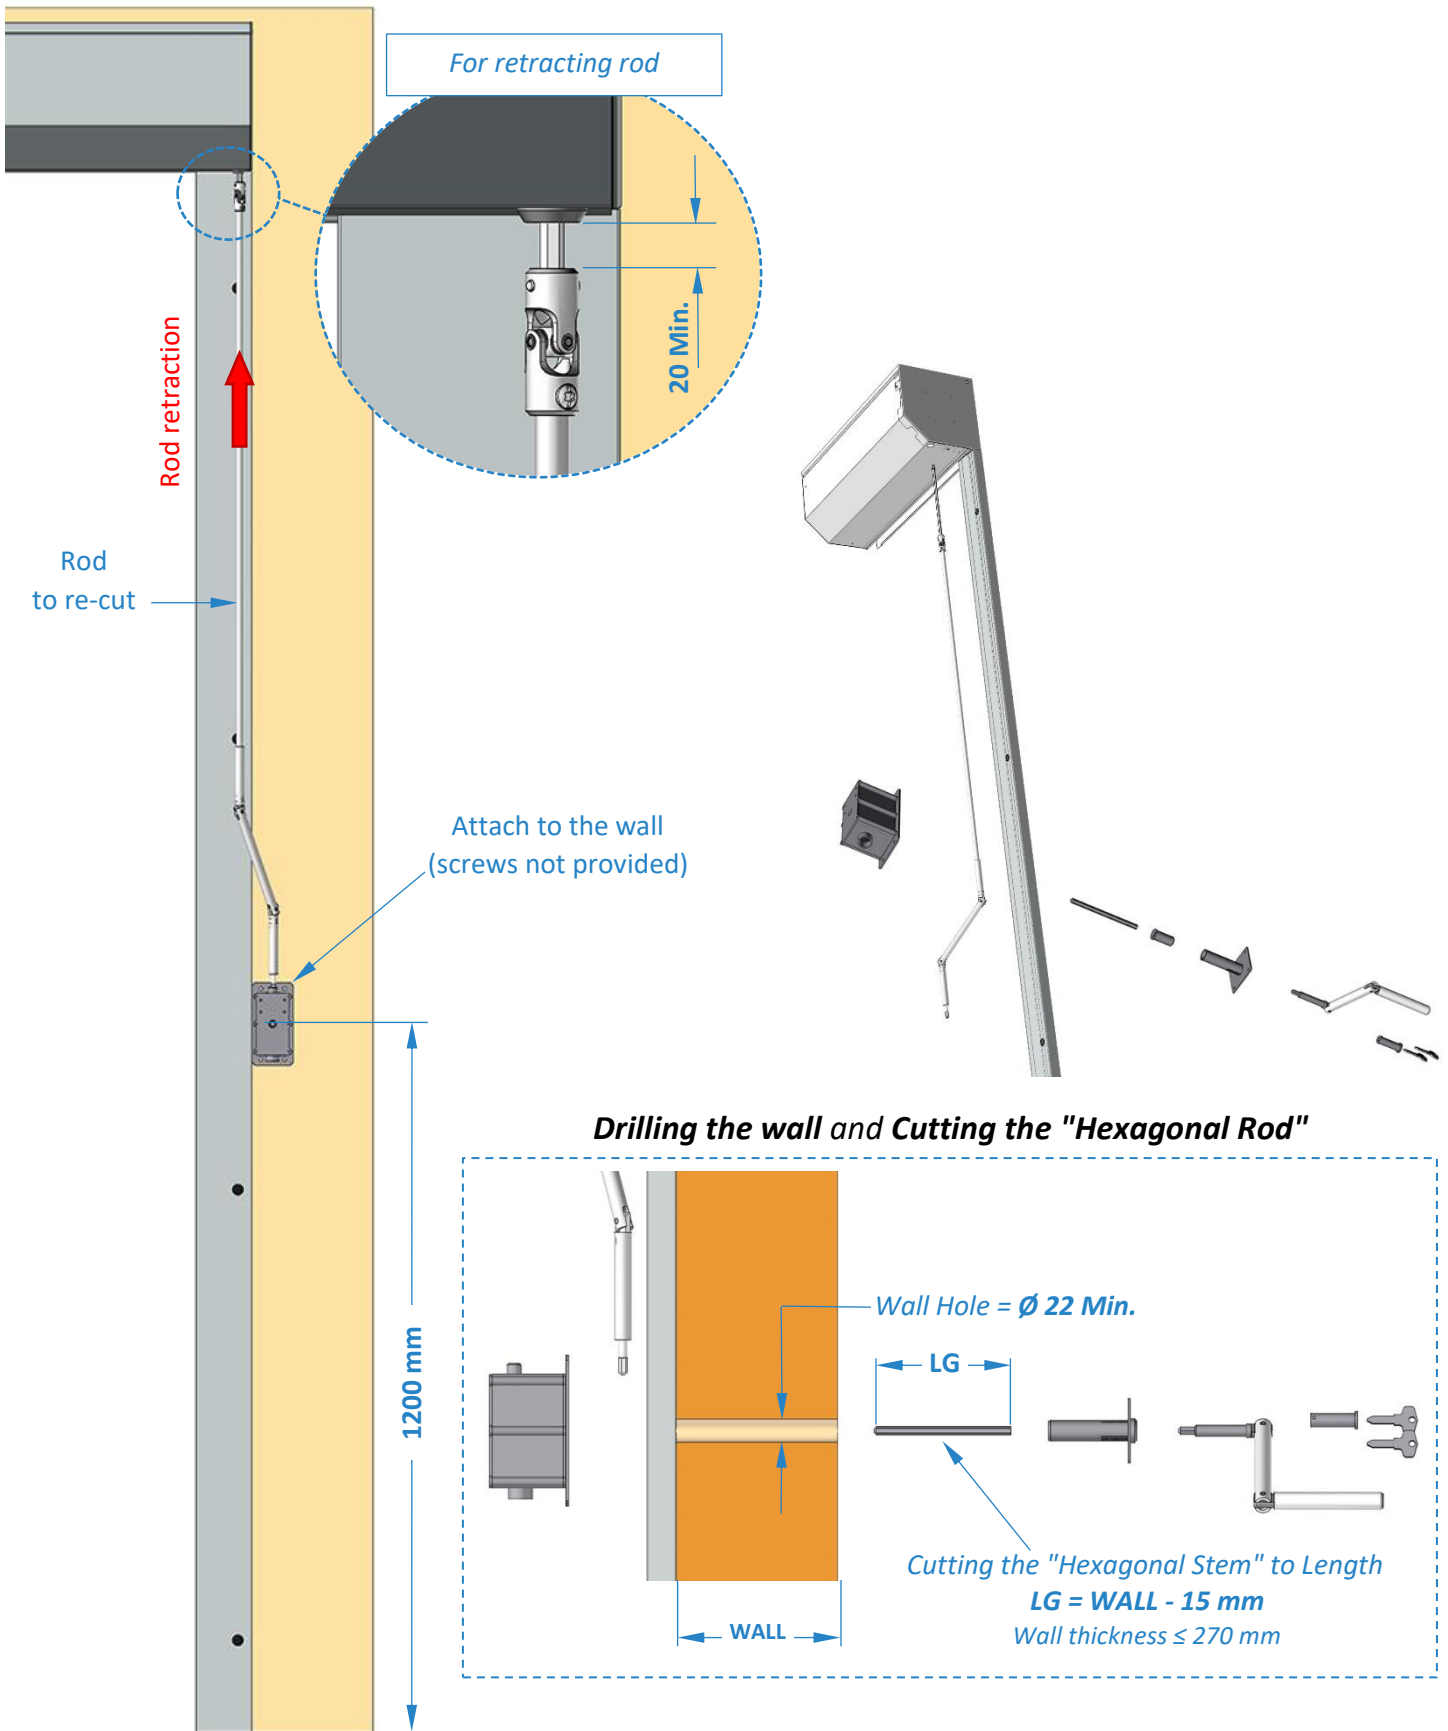 For retracting rod
20 Min.
Rod retraction
Rod
to re-cut
Attach to the wall
(screws not provided)
1200 mm
Drilling the wall and Cutting the "Hexagonal Rod"
Wall Hole = Ø 22 Min.
LG
Cutting the "Hexagonal Stem" to Length
LG = WALL - 15 mm
Wall thickness ≤ 270 mm
WALL